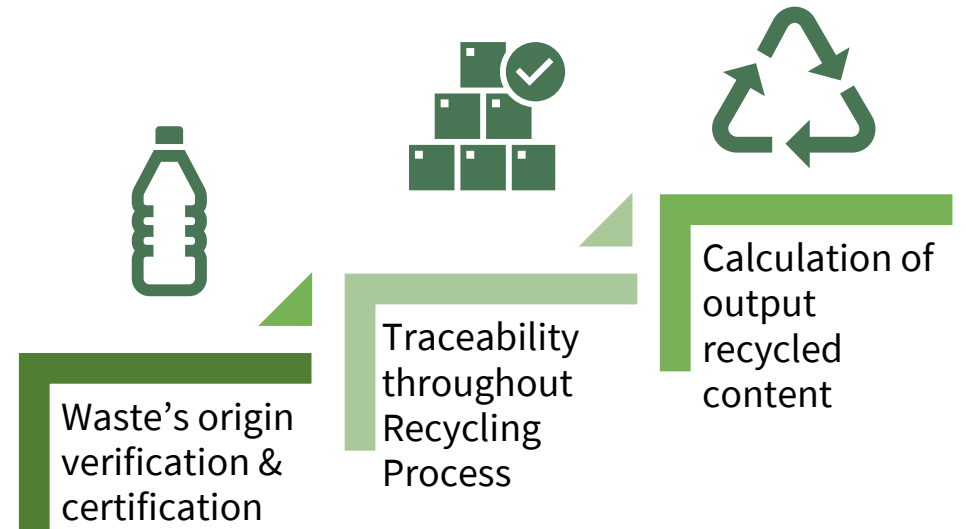 Waste’s origin
verification &
certification
Traceability
throughout
Recycling
Process
Calculation of
output
recycled
content